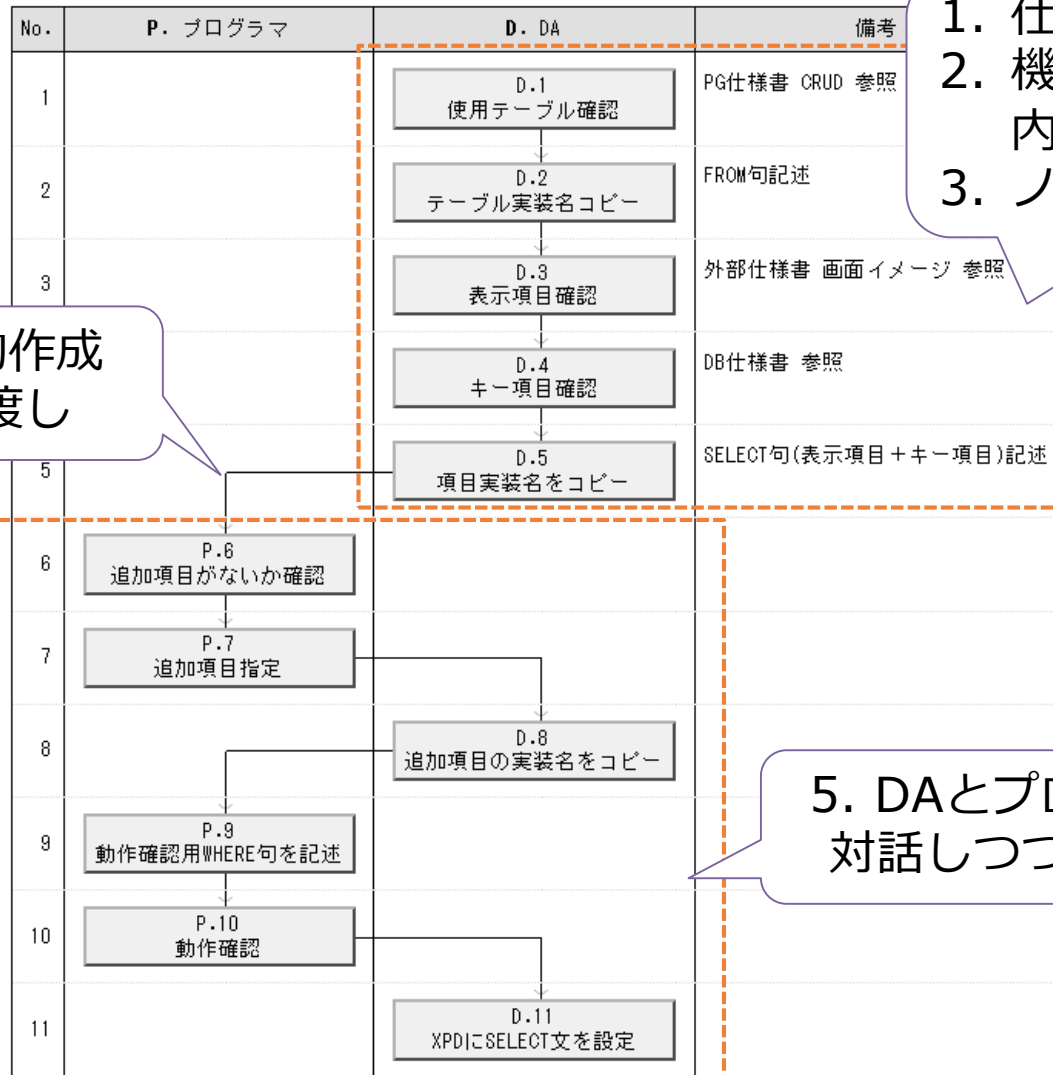 No.
P. プログラマ
D. DA
備考
1. 仕
2. 機
内
3. ノ
1
D.1
使用テーブル確認
PG仕様書 CRUD 参照
2
D.2
テーブル実装名コピー
FROM句記述
3
D.3
表示項目確認
外部仕様書 画面イメージ 参照
作成
渡し
D.4
キー項目確認
DB仕様書 参照
5
D.5
項目実装名をコピー
SELECT句(表示項目＋キー項目)記述
6
P.6
追加項目がないか確認
7
P.7
追加項目指定
8
D.8
追加項目の実装名をコピー
5. DAとプロ
対話しつつ
9
P.9
動作確認用WHERE句を記述
10
P.10
動作確認
11
D.11
XPDにSELECT文を設定